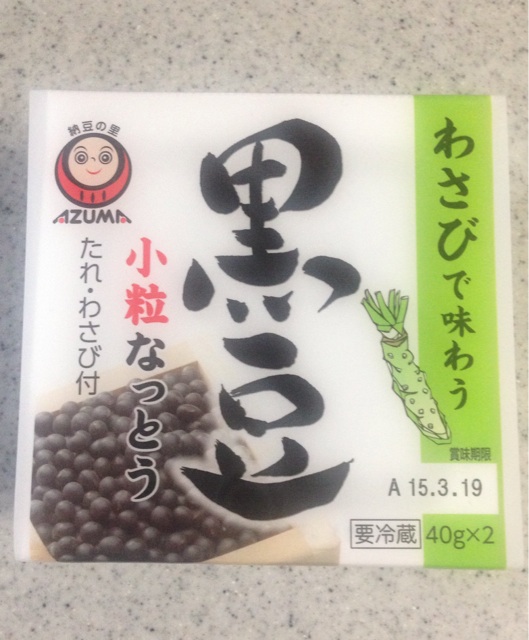 納豆の里
AZUMA
わさびで味わう
黒豆
小粒なっとう
たれ・わさび付
賞味期限
A 15.3.19
要冷蔵 40g×2